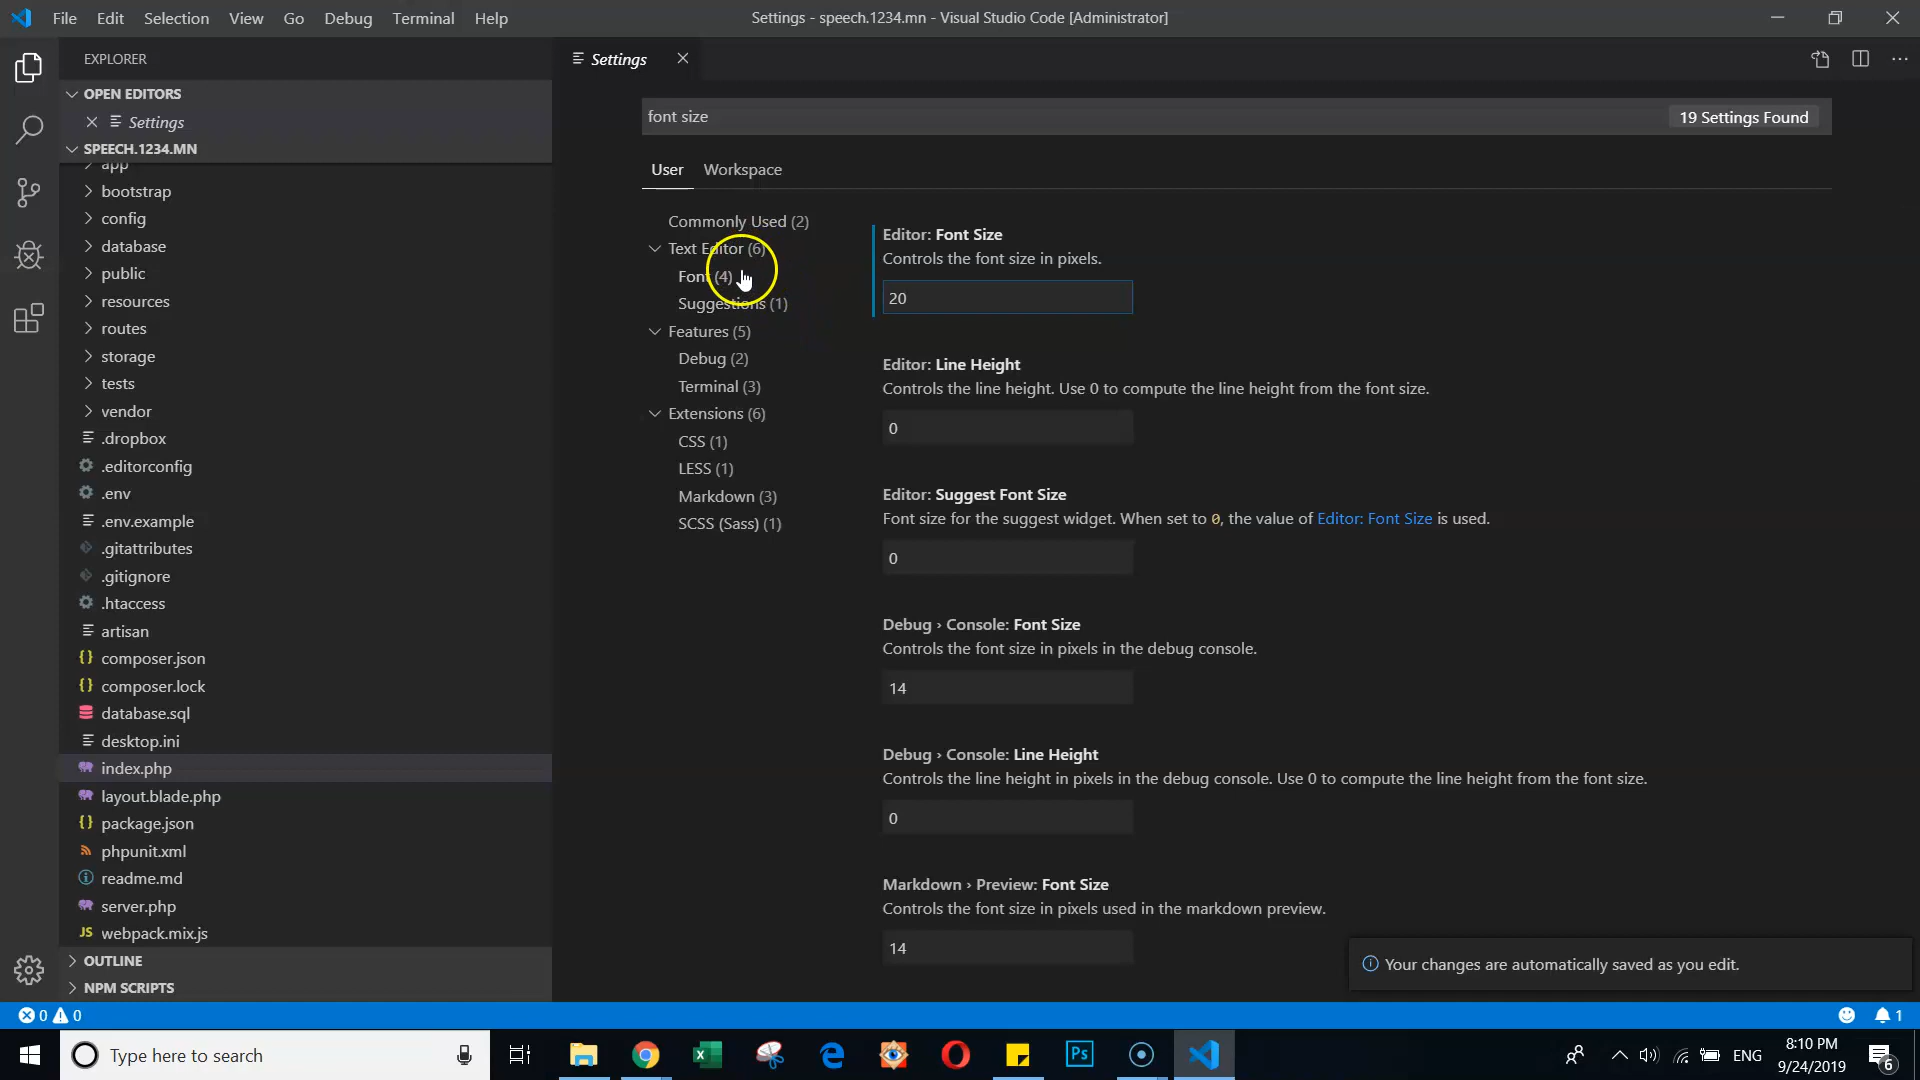 File Edit Selection View Go Debug Terminal Help
Settings - speech.1234.mn - Visual Studio Code [Administrator]
EXPLORER
OPEN EDITORS
Settings
SPEECH.1234.MN
app
bootstrap
config
database
public
resources
routes
storage
tests
vendor
.dropbox
.editorconfig
.env
.env.example
.gitattributes
.gitignore
.htaccess
artisan
composer.json
composer.lock
database.sql
desktop.ini
index.php
layout.blade.php
package.json
phpunit.xml
readme.md
server.php
JS webpack.mix.js
OUTLINE
NPM SCRIPTS
Settings
font size
19 Settings Found
User Workspace
Commonly Used (2)
Text Editor (6)
Font (4)
Suggestions (1)
Features (5)
Debug (2)
Terminal (3)
Extensions (6)
CSS (1)
LESS (1)
Markdown (3)
SCSS (Sass) (1)
Editor: Font Size
Controls the font size in pixels.
20
Editor: Line Height
Controls the line height. Use 0 to compute the line height from the font size.
0
Editor: Suggest Font Size
Font size for the suggest widget. When set to 0, the value of Editor: Font Size is used.
0
Debug › Console: Font Size
Controls the font size in pixels in the debug console.
14
Debug › Console: Line Height
Controls the line height in pixels in the debug console. Use 0 to compute the line height from the font size.
0
Markdown › Preview: Font Size
Controls the font size in pixels used in the markdown preview.
14
Your changes are automatically saved as you edit.
0 0
1
Type here to search
Ps
ENG
8:10 PM
9/24/2019
6